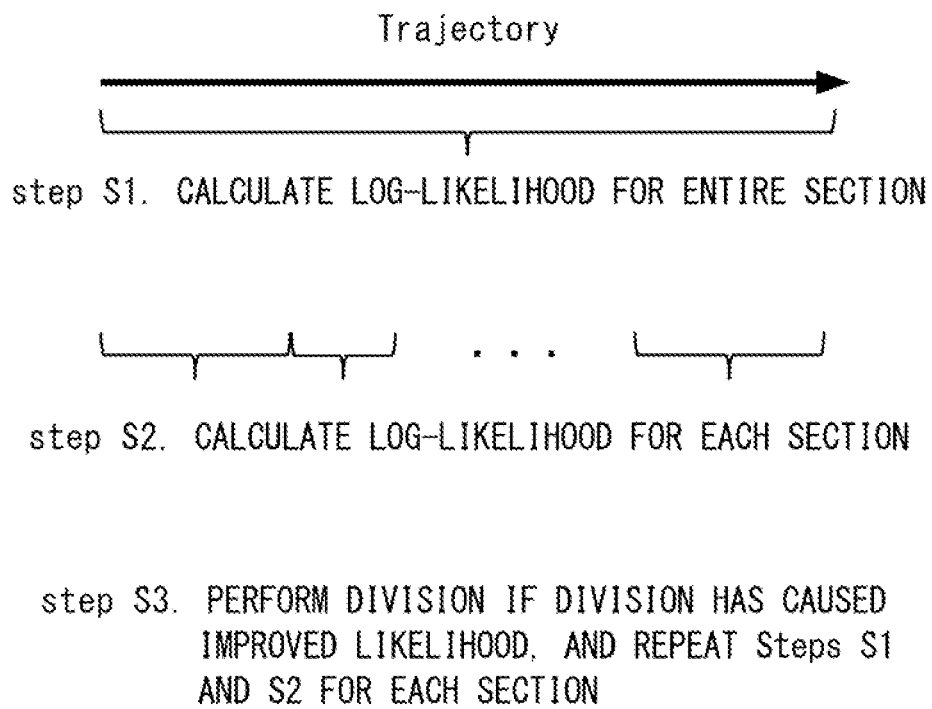 Trajectory
step S1. CALCULATE LOG-LIKELIHOOD FOR ENTIRE SECTION
. . .
step S2. CALCULATE LOG-LIKELIHOOD FOR EACH SECTION
step S3. PERFORM DIVISION IF DIVISION HAS CAUSED
IMPROVED LIKELIHOOD, AND REPEAT Steps S1
AND S2 FOR EACH SECTION